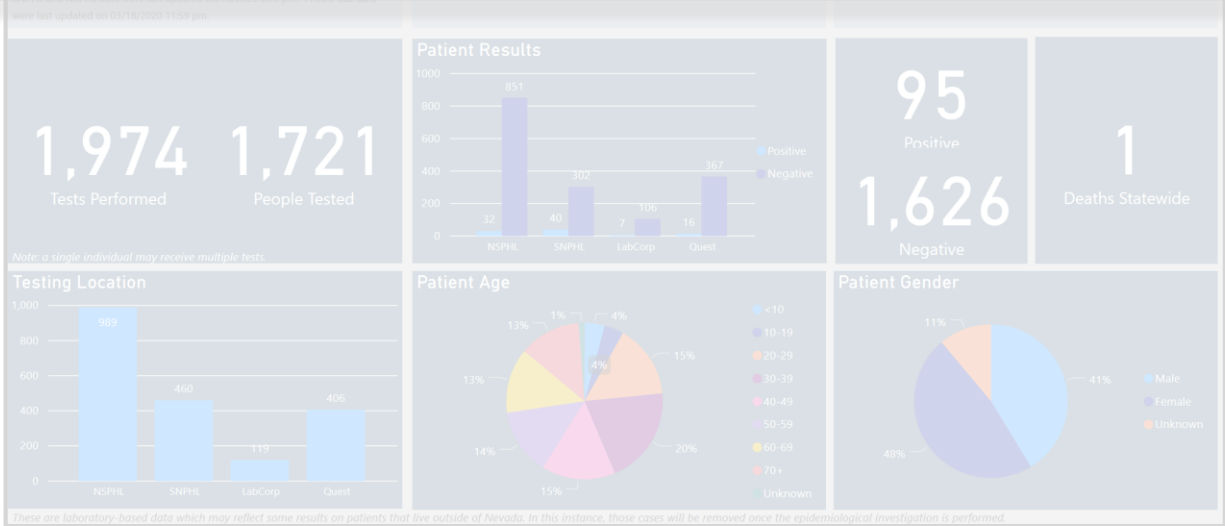 were last updated on 03/18/2020 11:59 pm.
1,974
Tests Performed
1,721
People Tested
Note: a single individual may receive multiple tests.
Patient Results
1000
800
600
400
200
0
32
851
40
302
7
106
16
367
NSPHL
SNPHL
LabCorp
Quest
Positive
Negative
95
Positive
1,626
Negative
1
Deaths Statewide
Testing Location
1,000
800
600
400
200
0
989
460
119
406
NSPHL
SNPHL
LabCorp
Quest
Patient Age
1%
4%
4%
15%
20%
15%
14%
13%
13%
<10
10-19
20-29
30-39
40-49
50-59
60-69
70+
Unknown
Patient Gender
11%
41%
48%
Male
Female
Unknown
These are laboratory-based data which may reflect some results on patients that live outside of Nevada. In this instance, those cases will be removed once the epidemiological investigation is performed.